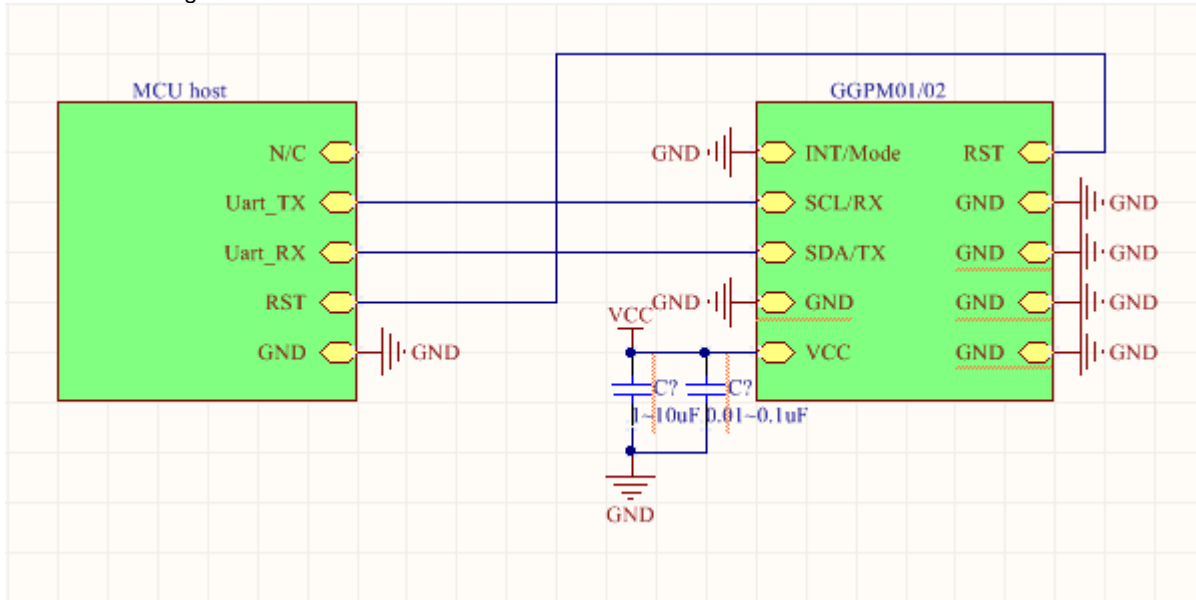 MCU host
N/C
Uart_TX
Uart_RX
RST
GND
GND
GGPM01/02
GND
INT/Mode
RST
SCL/RX
GND
GND
SDA/TX
GND
GND
GND
GND
GND
GND
VCC
VCC
GND
GND
C?
C?
1~10uF
0.01~0.1uF
GND